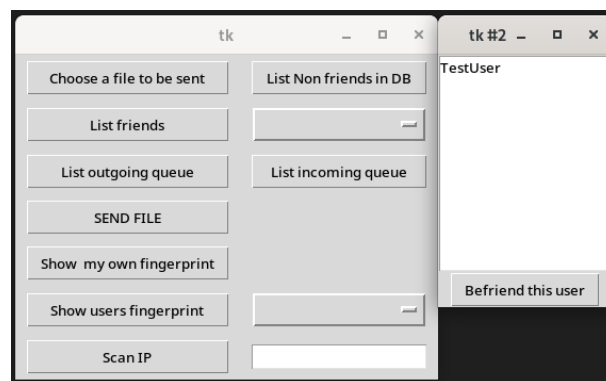 tk
tk #2
Choose a file to be sent
List Non friends in DB
TestUser
List friends
List outgoing queue
List incoming queue
SEND FILE
Show  my own fingerprint
Befriend this user
Show users fingerprint
Scan IP